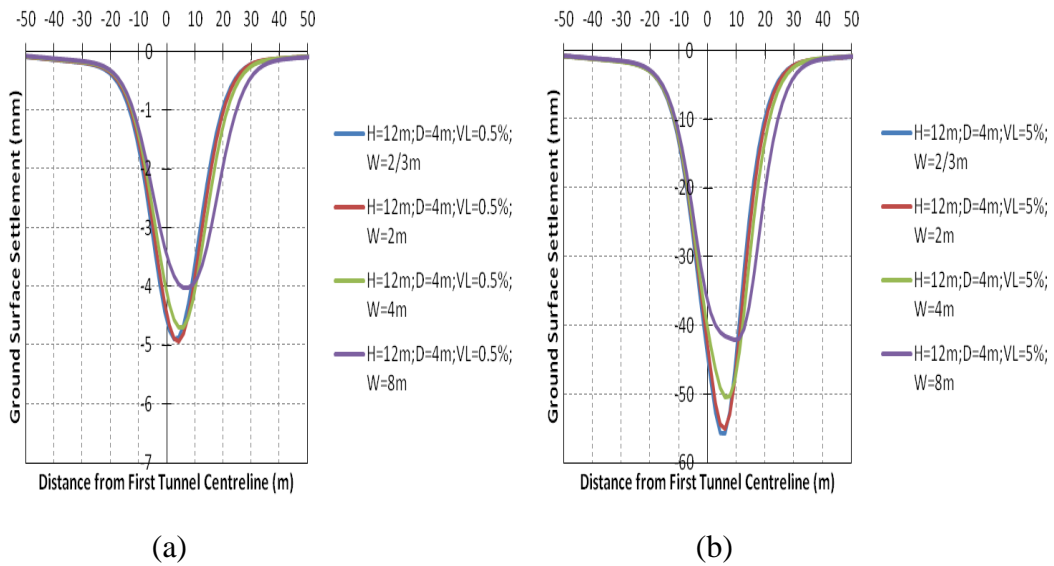 -50 -40 -30 -20 -10 0 10 20 30 40 50
0
-1
-2
-3
-4
-5
-6
-7
Ground Surface Settlement (mm)
Distance from First Tunnel Centreline (m)
H=12m;D=4m;VL=0.5%;
W=2/3m
H=12m;D=4m;VL=0.5%;
W=2m
H=12m;D=4m;VL=0.5%;
W=4m
H=12m;D=4m;VL=0.5%;
W=8m
(a)
-50 -40 -30 -20 -10 0 10 20 30 40 50
0
-10
-20
-30
-40
-50
-60
Ground Surface Settlement (mm)
Distance from First Tunnel Centreline (m)
H=12m;D=4m;VL=5%;
W=2/3m
H=12m;D=4m;VL=5%;
W=2m
H=12m;D=4m;VL=5%;
W=4m
H=12m;D=4m;VL=5%;
W=8m
(b)